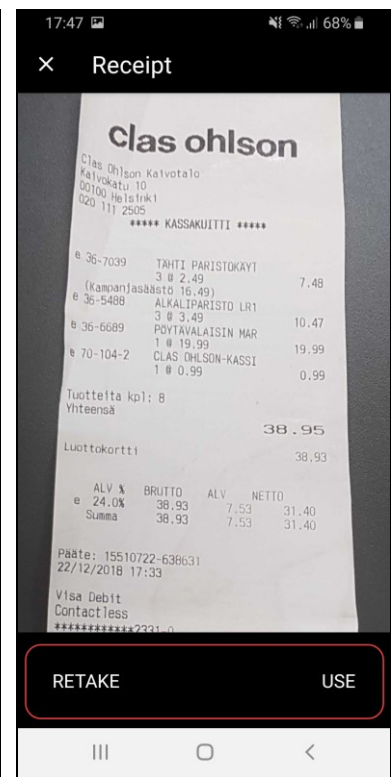 17:47 68%
× Receipt
clas ohlson
Clas Ohlson Kaivotalo
Kaivokatu 10
00100 Helsinki
020 111 2505
***** KASSAKUITTI *****
e 36-7039 TÄHTI PARISTOKÄYT
3 @ 2.49 7.48
(Kampanjasäästö 16.49)
e 36-5488 ALKALIPARISTO LR1
3 @ 3.49 10.47
e 36-6689 PÖYTÄVALAISIN MAR
1 @ 19.99 19.99
e 70-104-2 CLAS OHLSON-KASSI
1 @ 0.99 0.99
Tuotteita kpl: 8
Yhteensä 38.95
Luottokortti 38.93
ALV % BRUTTO ALV NETTO
e 24.0% 38.93 7.53 31.40
Summa 38.93 7.53 31.40
Pääte: 15510722-638631
22/12/2018 17:33
Visa Debit
Contactless
************2331-0
RETAKE USE